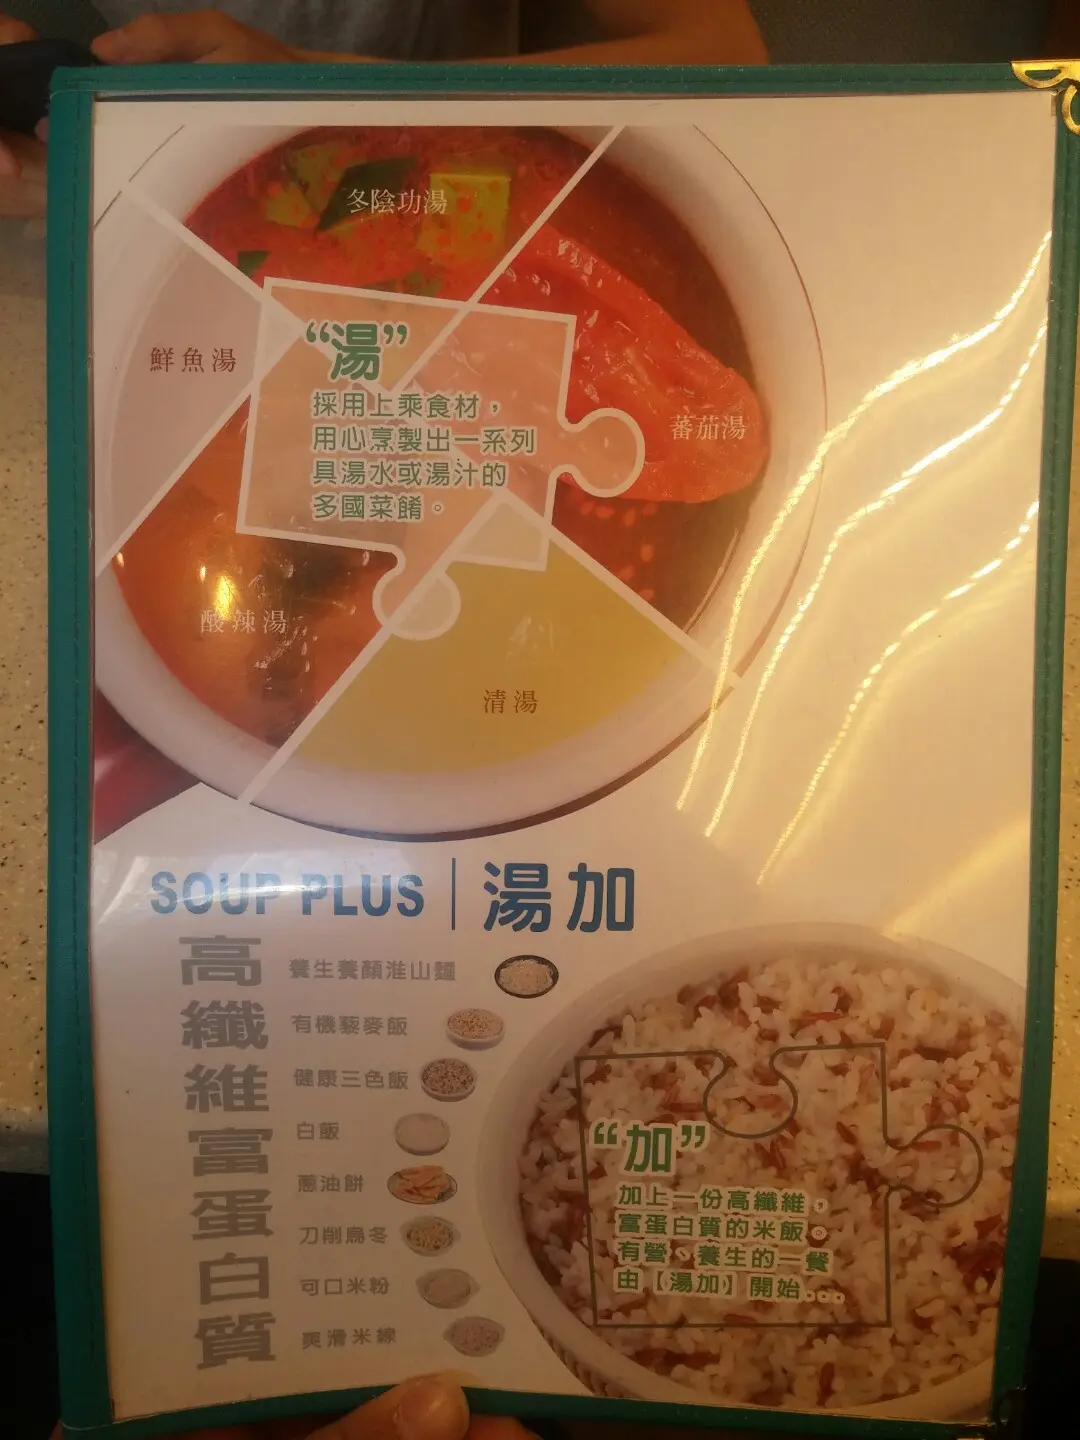 冬陰功湯
鮮魚湯
“湯”
採用上乘食材，
用心烹製出一系列
具湯水或湯汁的
多國菜餚。
蕃茄湯
酸辣湯
清湯
SOUP PLUS | 湯加
高纖維富蛋白質
養生養顏淮山麵
有機藜麥飯
健康三色飯
白飯
蔥油餅
刀削烏冬
可口米粉
爽滑米線
“加”
加上一份高纖維，
富蛋白質的米飯。
有營、養生的一餐
由【湯加】開始...